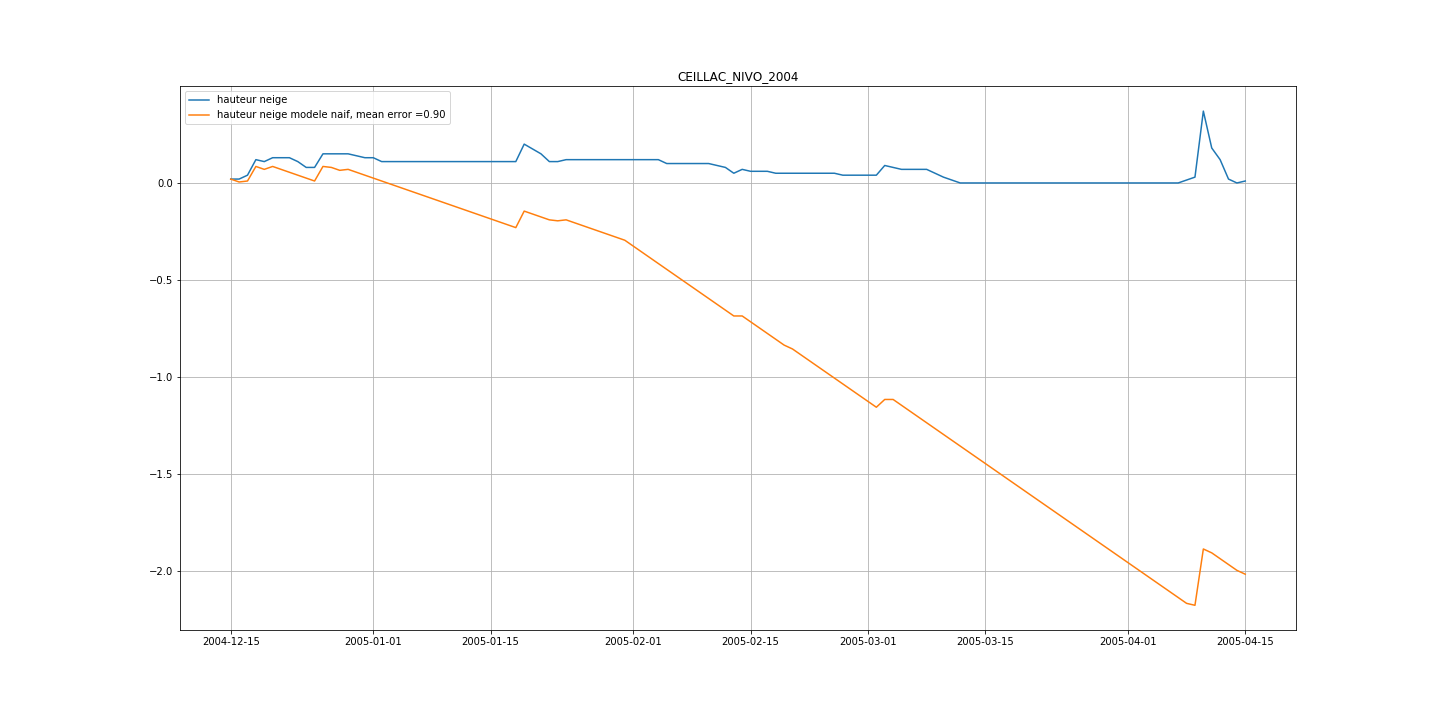 CEILLAC_NIVO_2004
hauteur neige
hauteur neige modele naif, mean error =0.90
0.0
−0.5
−1.0
−1.5
−2.0
2004-12-15 2005-01-01 2005-01-15 2005-02-01 2005-02-15 2005-03-01 2005-03-15 2005-04-01 2005-04-15